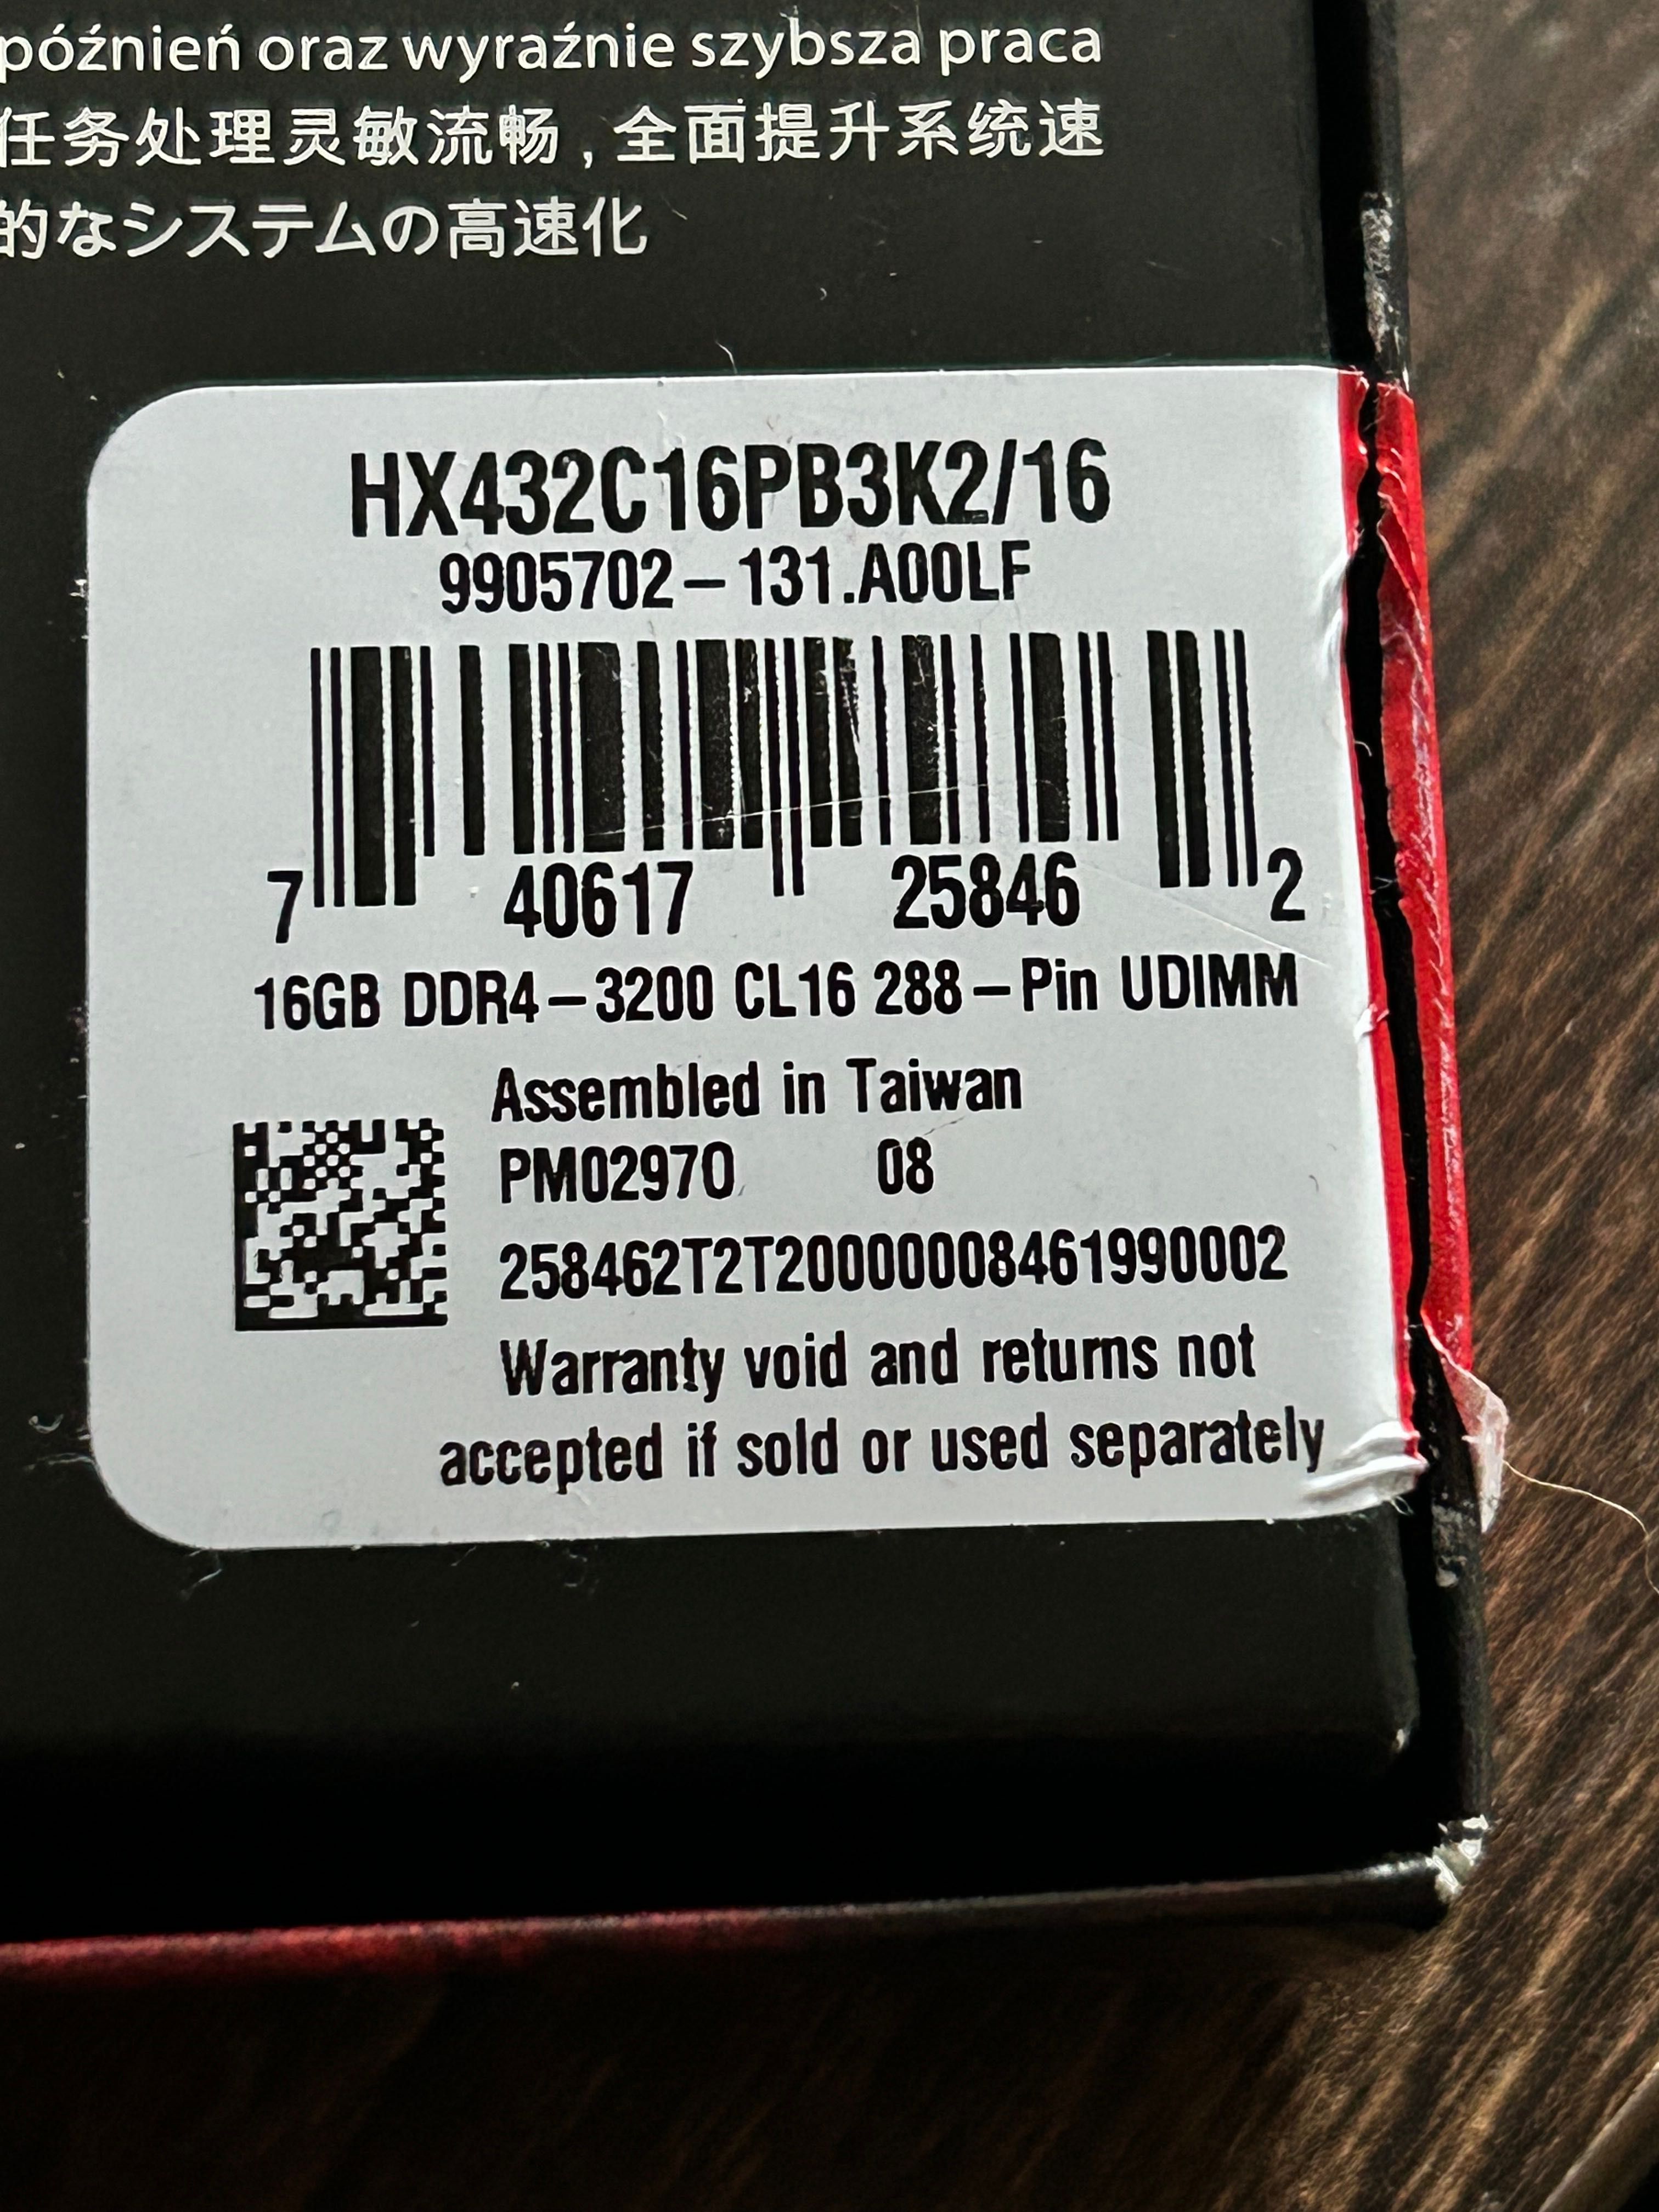 późnień oraz wyraźnie szybsza praca
任务处理灵敏流畅，全面提升系统速
的なシステムの高速化
HX432C16PB3K2/16
9905702-131.A00LF
7 40617 25846 2
16GB DDR4-3200 CL16 288-Pin UDIMM
Assembled in Taiwan
PM02970 08
258462T2T20000008461990002
Warranty void and returns not
accepted if sold or used separately